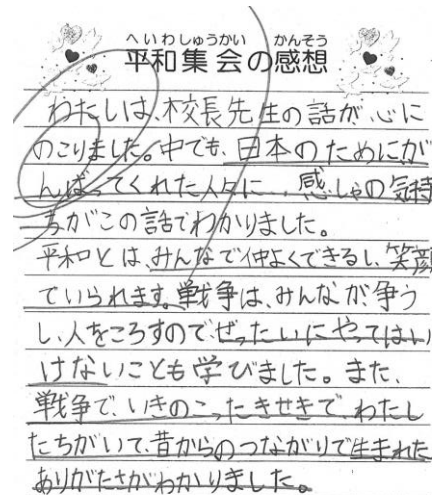 へいわしゅうかい かんそう
平和集会の感想
わたしは、校長先生の話が、心に
のこりました。中でも、日本のためにが
んばってくれた人々に、感しゃの気持
ちがこの話でわかりました。
平和とは、みんなで仲よくできるし、笑顔
ていられます。戦争は、みんなが争う
し、人をころすので、ぜったいにやってはい
けないことも学びました。また、
戦争で、いきのこったきせきで、わたし
たちがいて、昔からのつながりで生まれた
ありがたさがわかりました。